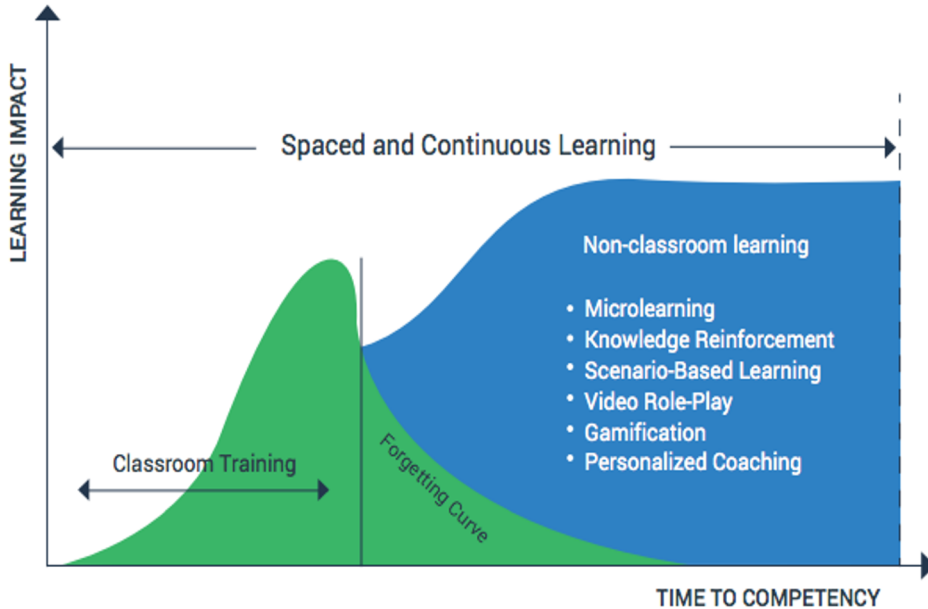 LEARNING IMPACT
Spaced and Continuous Learning
Non-classroom learning
• Microlearning
• Knowledge Reinforcement
• Scenario-Based Learning
• Video Role-Play
• Gamification
• Personalized Coaching
Classroom Training
Forgetting Curve
TIME TO COMPETENCY